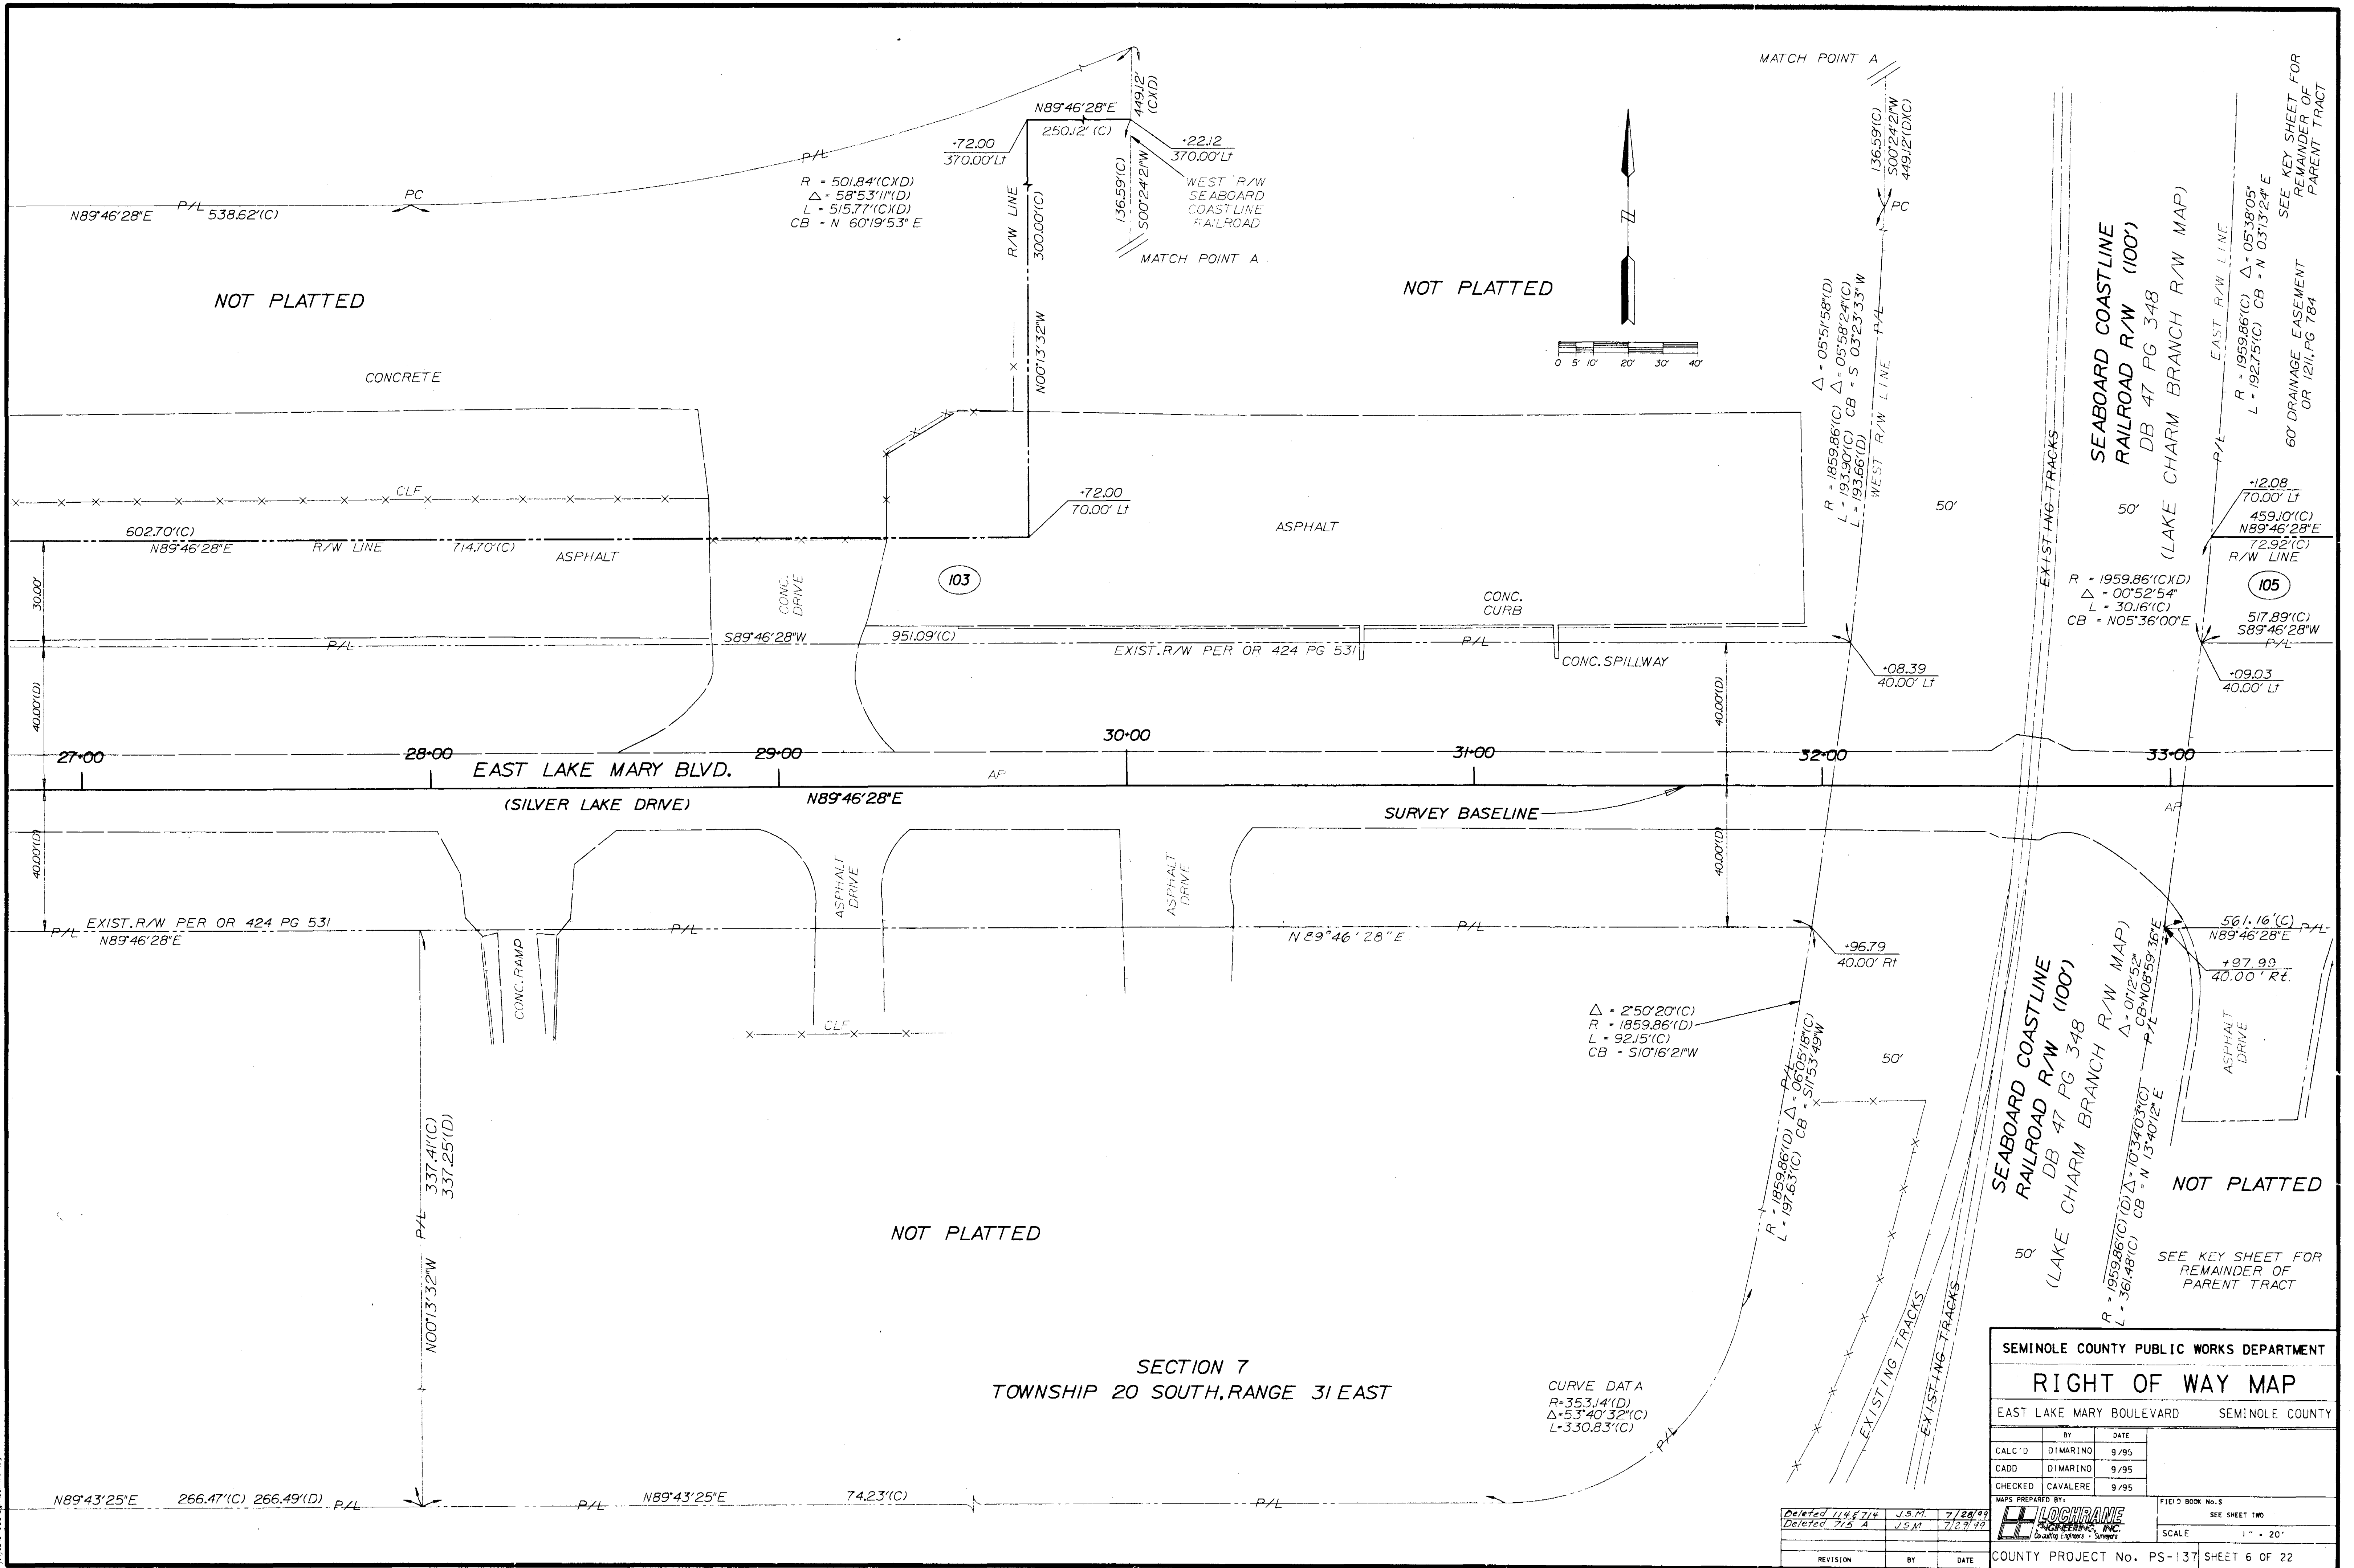 MATCH POINT A
N89°46'28"E
449.12'
(C)(D)
250.12' (C)
+72.00
370.00' Lt
+22.12
370.00' Lt
P/L
R = 501.84'(C)(D)
Δ = 58°53'11"(D)
L = 515.77'(C)(D)
CB = N 60°19'53" E
PC
N89°46'28"E P/L 538.62'(C)
R/W LINE
300.00'(C)
N00°13'32"W
136.59'(C)
S00°24'21"W
WEST R/W
SEABOARD
COASTLINE
RAILROAD
MATCH POINT A
136.59'(C)
S00°24'21"W
449.12'(D)(C)
PC
NOT PLATTED
NOT PLATTED
0 5' 10' 20' 30' 40'
CONCRETE
Δ = 05°51'58"(D)
R = 1859.86'(C) Δ = 05°58'24"(C)
L = 193.90'(C) CB = S 03°23'33" W
L = 193.66'(D)
WEST R/W LINE P/L
EXISTING TRACKS
SEABOARD COASTLINE
RAILROAD R/W (100')
DB 47 PG 348
(LAKE CHARM BRANCH R/W MAP)
P/L EAST R/W LINE
R = 1959.86'(C) Δ = 05°38'05"
L = 192.75'(C) CB = N 03°13'24" E
60' DRAINAGE EASEMENT
OR 1211, PG 784
SEE KEY SHEET FOR
REMAINDER OF
PARENT TRACT
CLF
602.70'(C)
N89°46'28"E R/W LINE 714.70'(C)
ASPHALT
+72.00
70.00' Lt
ASPHALT
50'
50'
+12.08
70.00' Lt
459.10'(C)
N89°46'28"E
72.92'(C)
R/W LINE
105
R = 1959.86'(C)(D)
Δ = 00°52'54"
L = 30.16'(C)
CB = N05°36'00"E
517.89'(C)
S89°46'28"W
P/L
+09.03
40.00' Lt
30.00'
CONC.
DRIVE
103
CONC.
CURB
P/L
S89°46'28"W 951.09'(C)
EXIST. R/W PER OR 424 PG 531
P/L
CONC. SPILLWAY
+08.39
40.00' Lt
40.00'(D)
40.00'(D)
27+00 28+00 29+00 30+00 31+00 32+00 33+00
EAST LAKE MARY BLVD.
AP
(SILVER LAKE DRIVE)
N89°46'28"E
SURVEY BASELINE
AP
40.00'(D)
40.00'(D)
ASPHALT
DRIVE
ASPHALT
DRIVE
P/L EXIST. R/W PER OR 424 PG 531
N89°46'28"E
P/L
N 89°46'28"E
P/L
CONC. RAMP
CLF
+96.79
40.00' Rt
561.16'(C)
N89°46'28"E P/L
+97.99
40.00' Rt.
Δ = 2°50'20"(C)
R = 1859.86'(D)
L = 92.15'(C)
CB = S10°16'21"W
50'
P/L
R = 1859.86'(D) Δ = 06°05'18"(C)
L = 197.63'(C) CB = S11°53'49"W
SEABOARD COASTLINE
RAILROAD R/W (100')
DB 47 PG 348
(LAKE CHARM BRANCH R/W MAP)
Δ = 01°12'52"
CB=N08°59'36"E
P/L
R = 1959.86'(C)(D) Δ = 10°34'03"(C)
L = 361.48'(C) CB = N 13°40'12" E
ASPHALT
DRIVE
NOT PLATTED
50'
SEE KEY SHEET FOR
REMAINDER OF
PARENT TRACT
337.41'(C)
337.25'(D)
N00°13'32"W P/L
NOT PLATTED
SECTION 7
TOWNSHIP 20 SOUTH, RANGE 31 EAST
CURVE DATA
R=353.14'(D)
Δ=53°40'32"(C)
L=330.83'(C)
P/L
EXISTING TRACKS
EXISTING TRACKS
N89°43'25"E 266.47'(C) 266.49'(D) P/L
P/L N89°43'25"E 74.23'(C)
P/L
SEMINOLE COUNTY PUBLIC WORKS DEPARTMENT
RIGHT OF WAY MAP
EAST LAKE MARY BOULEVARD SEMINOLE COUNTY
BY DATE
CALC'D DIMARINO 9/95
CADD DIMARINO 9/95
CHECKED CAVALERE 9/95
MAPS PREPARED BY:
LOCHRANE
ENGINEERING, INC.
Consulting Engineers • Surveyors
FIELD BOOK No.S
SEE SHEET TWO
SCALE 1" = 20'
COUNTY PROJECT No. PS-137 SHEET 6 OF 22
Deleted 114 & 714 J.S.M. 7/28/99
Deleted 715 A J.S.M 7/29/99
REVISION BY DATE